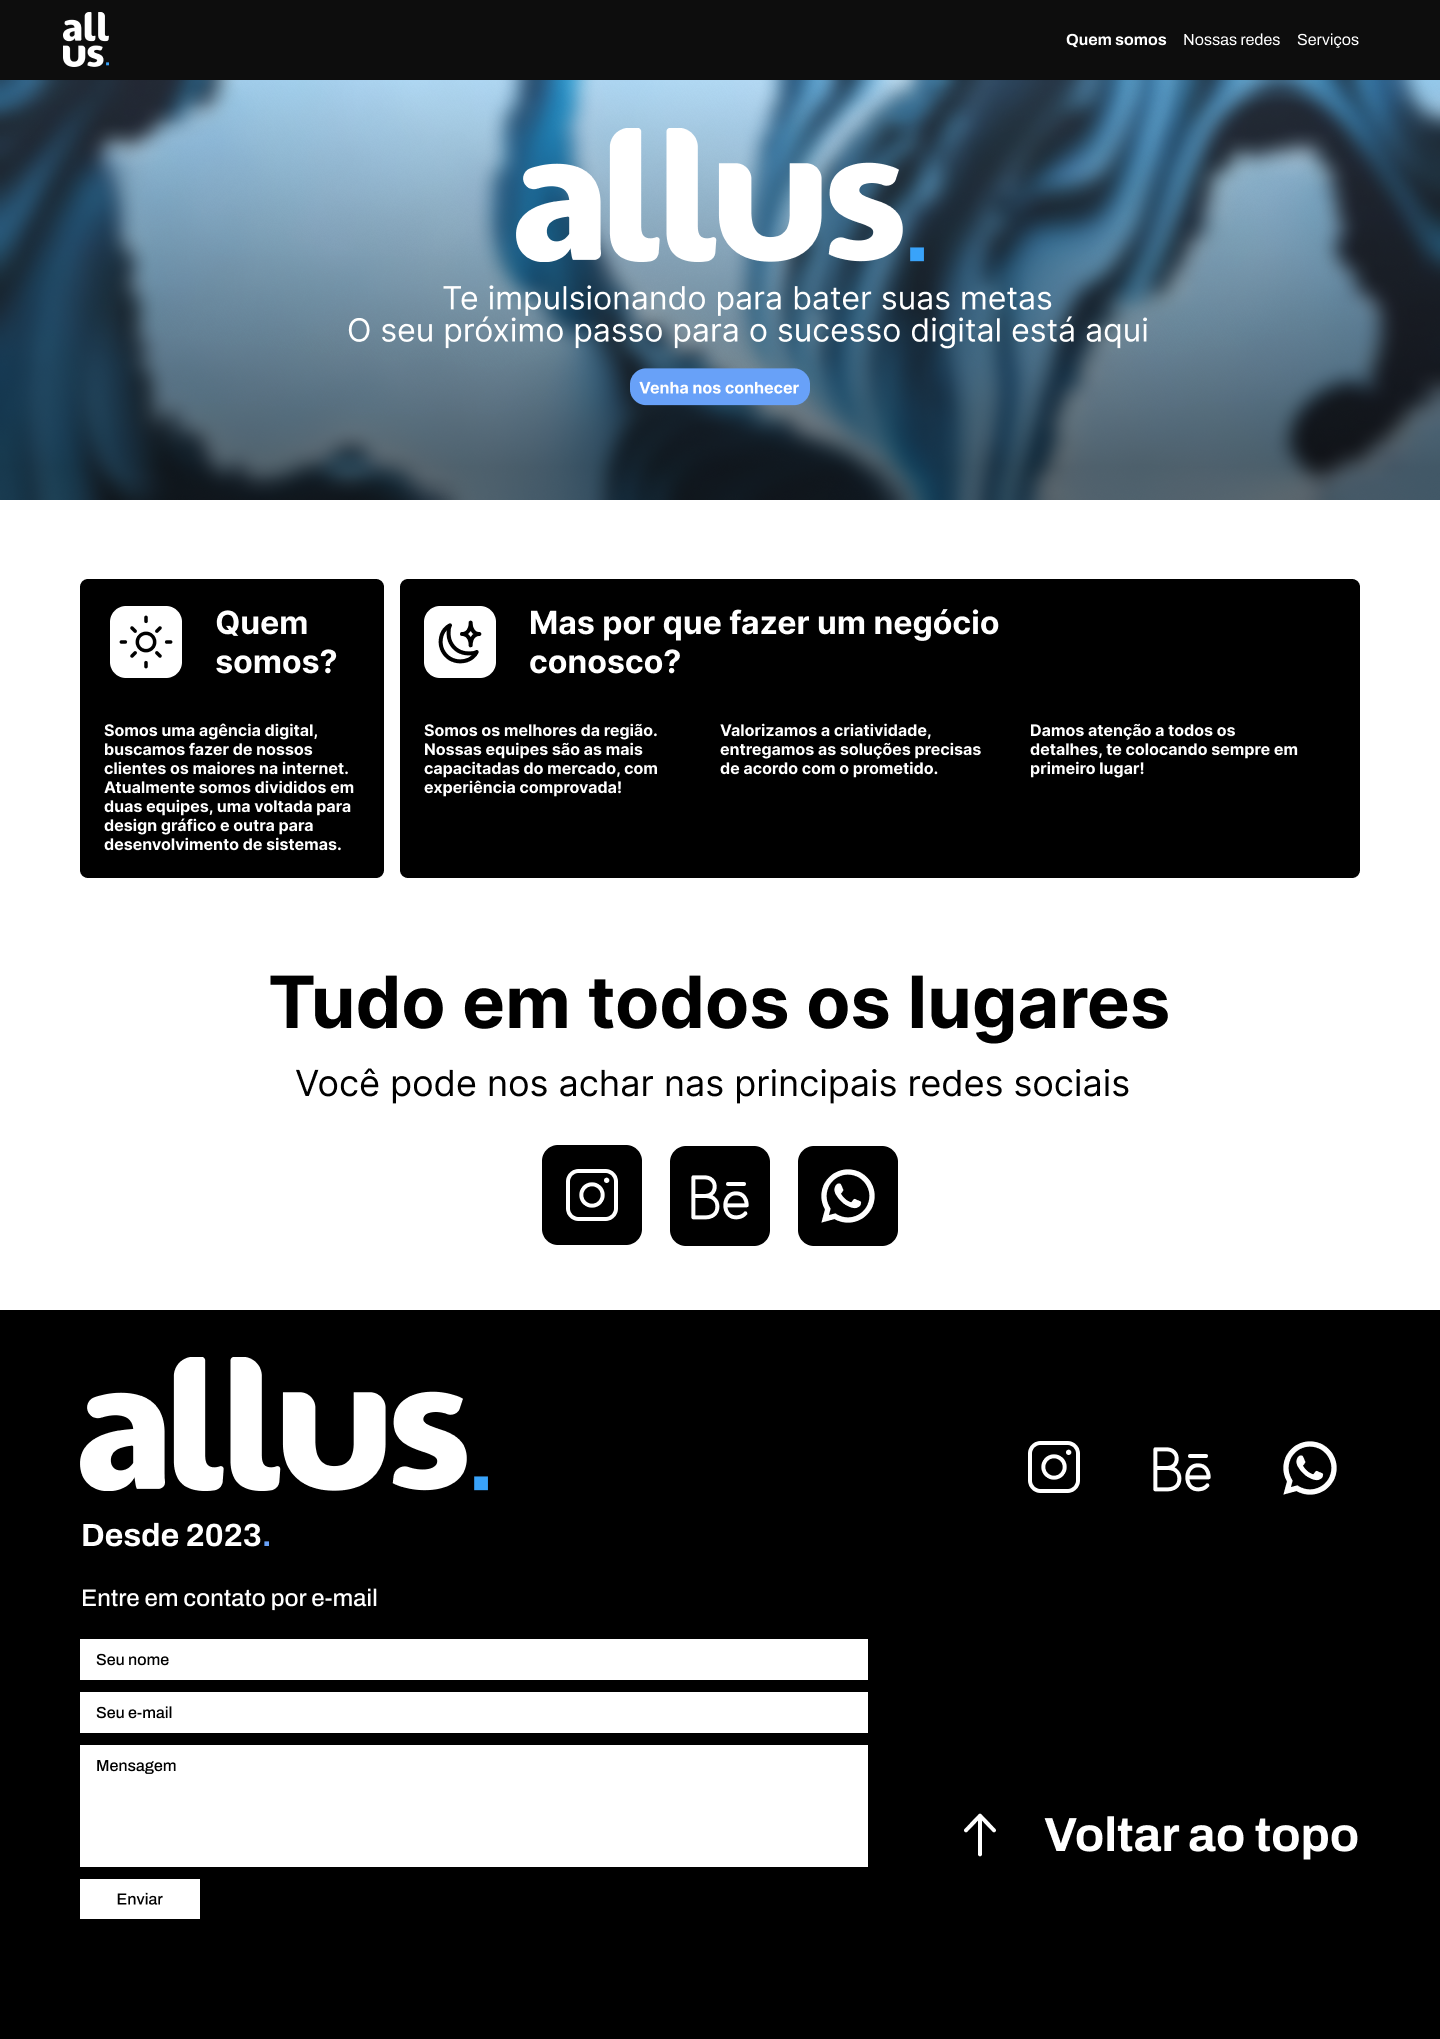 all
us.
Quem somos Nossas redes Serviços
allus.
Te impulsionando para bater suas metas
O seu próximo passo para o sucesso digital está aqui
Venha nos conhecer
Quem
somos?
Somos uma agência digital,
buscamos fazer de nossos
clientes os maiores na internet.
Atualmente somos divididos em
duas equipes, uma voltada para
design gráfico e outra para
desenvolvimento de sistemas.
Mas por que fazer um negócio
conosco?
Somos os melhores da região.
Nossas equipes são as mais
capacitadas do mercado, com
experiência comprovada!
Valorizamos a criatividade,
entregamos as soluções precisas
de acordo com o prometido.
Damos atenção a todos os
detalhes, te colocando sempre em
primeiro lugar!
Tudo em todos os lugares
Você pode nos achar nas principais redes sociais
Bē
allus.
Bē
Desde 2023.
Entre em contato por e-mail
Seu nome
Seu e-mail
Mensagem
Voltar ao topo
Enviar